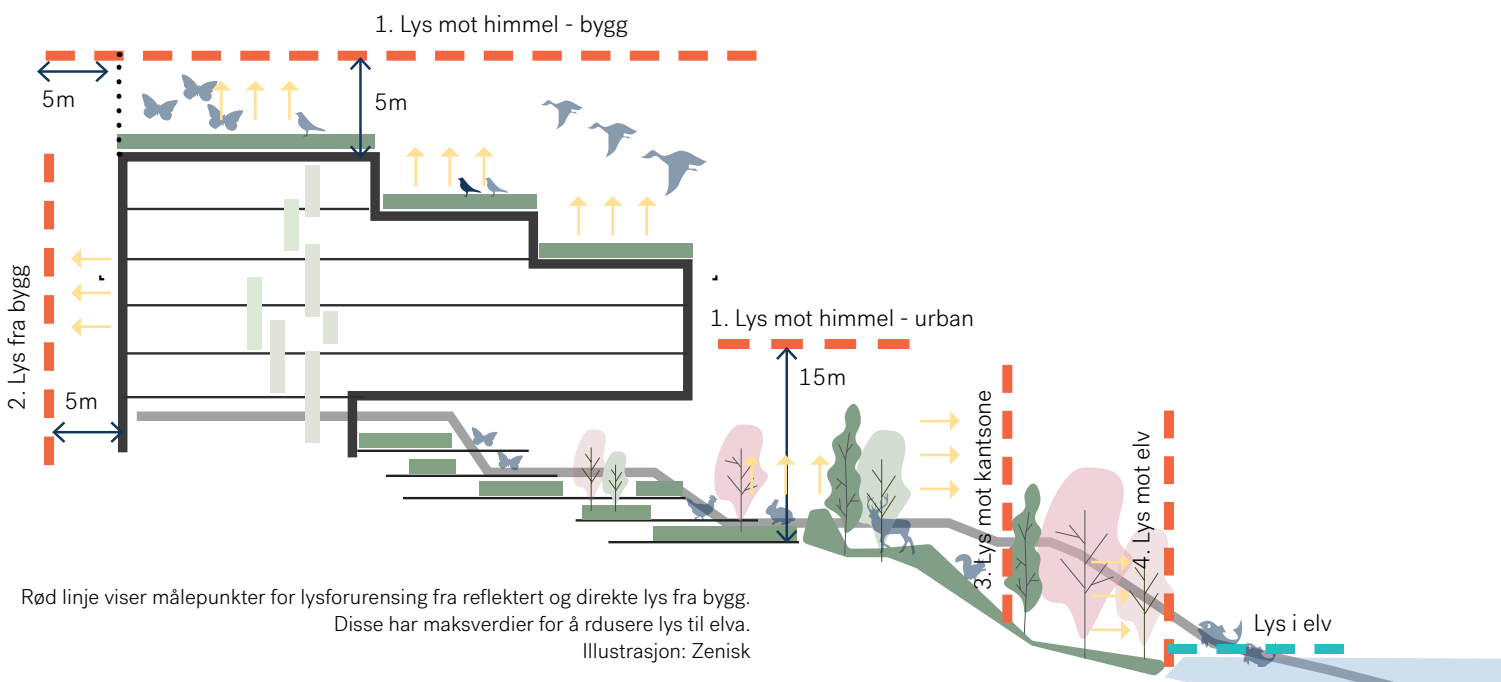 1. Lys mot himmel - bygg
5m
5m
2. Lys fra bygg
5m
1. Lys mot himmel - urban
15m
3. Lys mot kantsone
4. Lys mot elv
Lys i elv
Rød linje viser målepunkter for lysforurensing fra reflektert og direkte lys fra bygg.
Disse har maksverdier for å rdusere lys til elva.
Illustrasjon: Zenisk